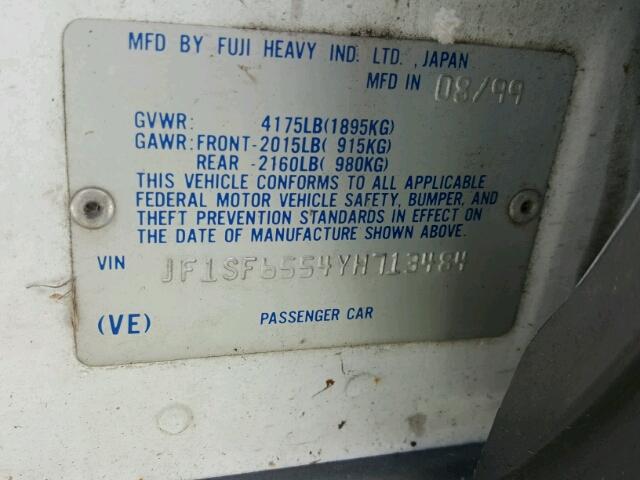 MFD BY FUJI HEAVY IND. LTD., JAPAN
MFD IN 08/99
GVWR: 4175LB(1895KG)
GAWR:FRONT-2015LB( 915KG)
REAR -2160LB( 980KG)
THIS VEHICLE CONFORMS TO ALL APPLICABLE
FEDERAL MOTOR VEHICLE SAFETY, BUMPER, AND
THEFT PREVENTION STANDARDS IN EFFECT ON
THE DATE OF MANUFACTURE SHOWN ABOVE.
VIN JF1SF6554YH713484
(VE) PASSENGER CAR